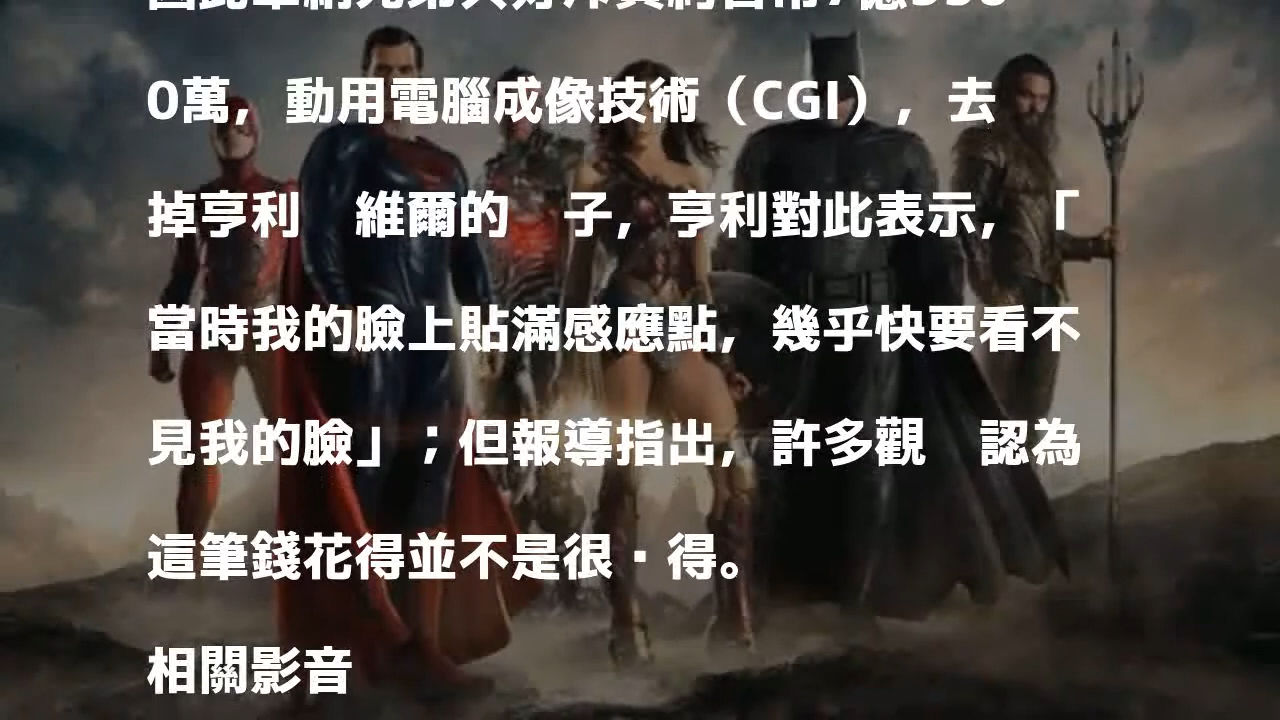 0萬，動用電腦成像技術（CGI），去
掉亨利　維爾的　子，亨利對此表示，「
當時我的臉上貼滿感應點，幾乎快要看不
見我的臉」；但報導指出，許多觀　認為
這筆錢花得並不是很·得。
相關影音